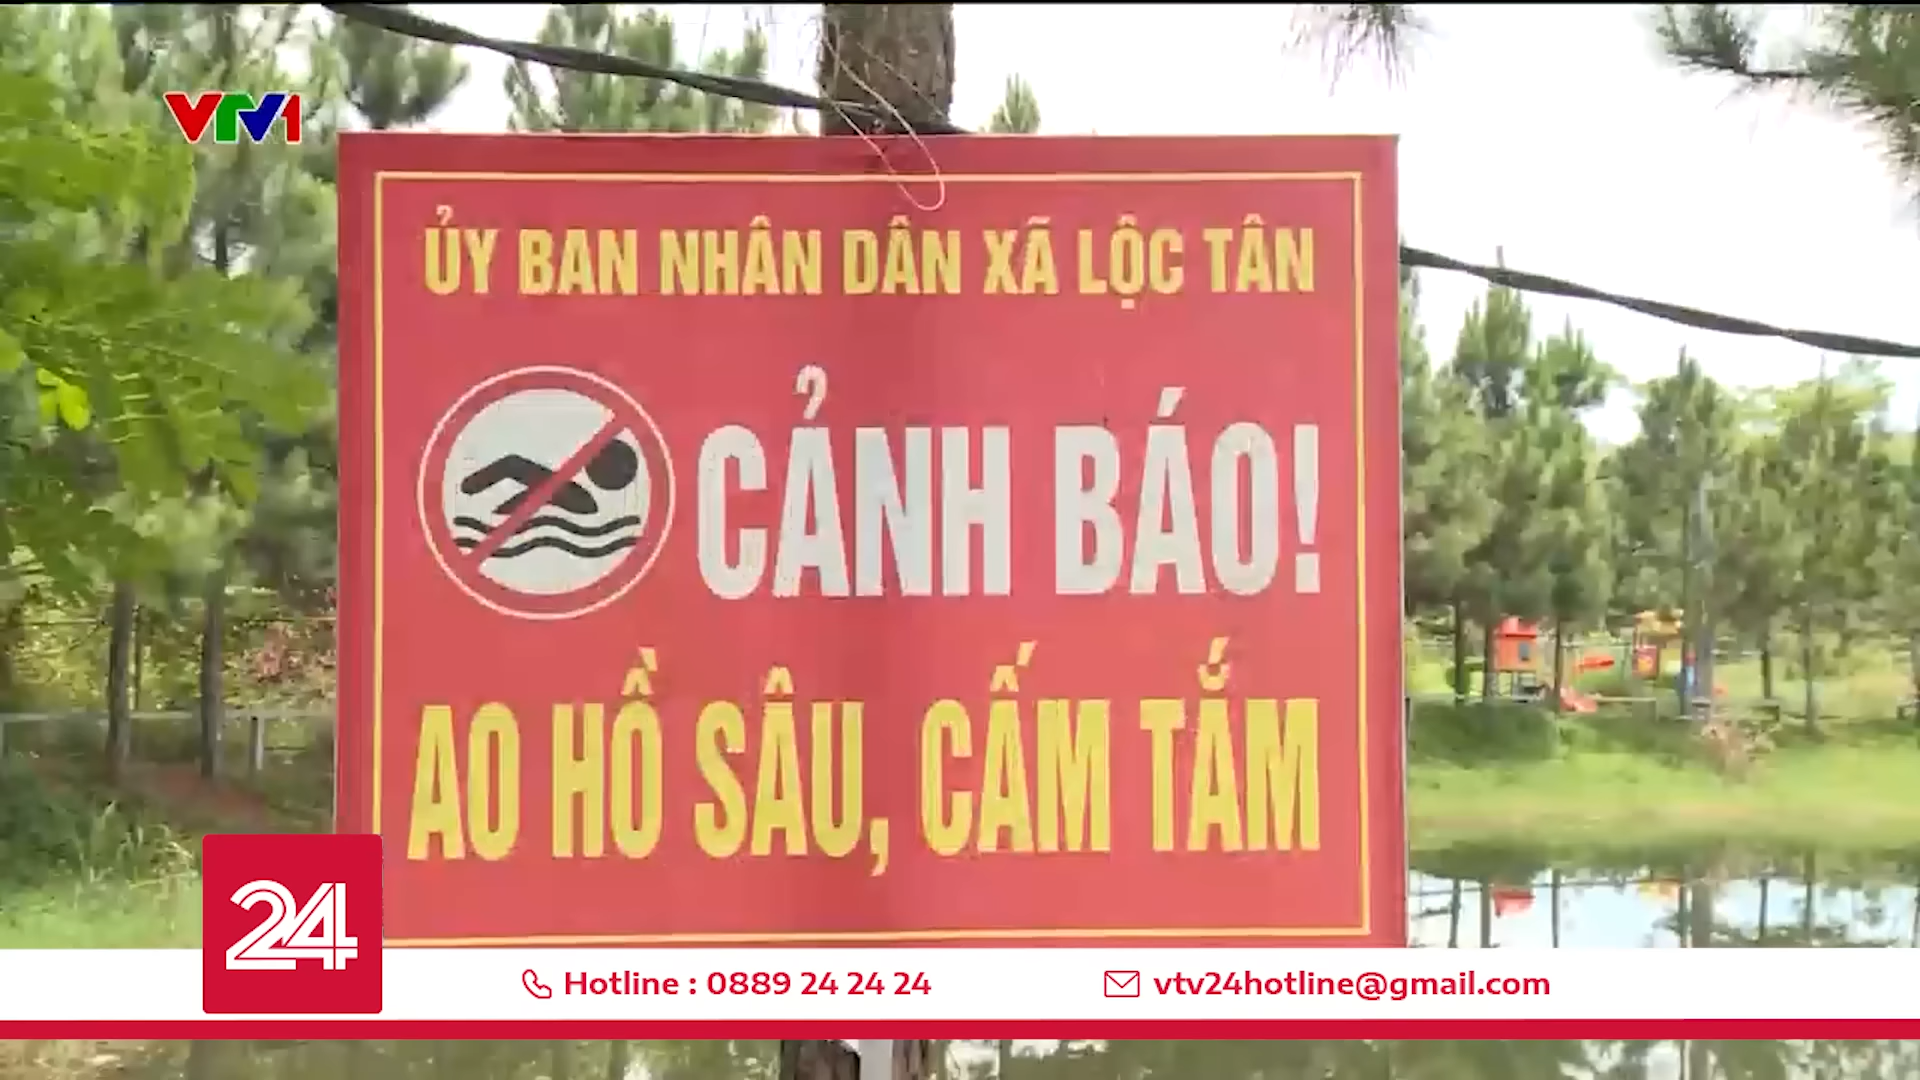 VTV1
ỦY BAN NHÂN DÂN XÃ LỘC TÂN
CẢNH BÁO!
AO HỒ SÂU, CẤM TẮM
24
Hotline : 0889 24 24 24
vtv24hotline@gmail.com